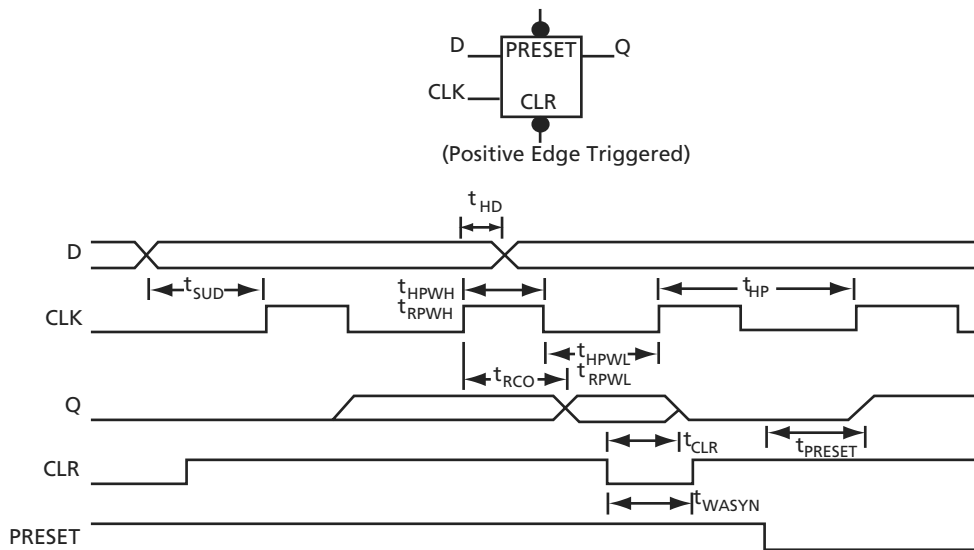 D PRESET Q
CLK
CLR
(Positive Edge Triggered)
tHD
D
tSUD tHPWH tHP
CLK tRPWH
tHPWL
tRCO tRPWL
Q
tCLR tPRESET
CLR
tWASYN
PRESET